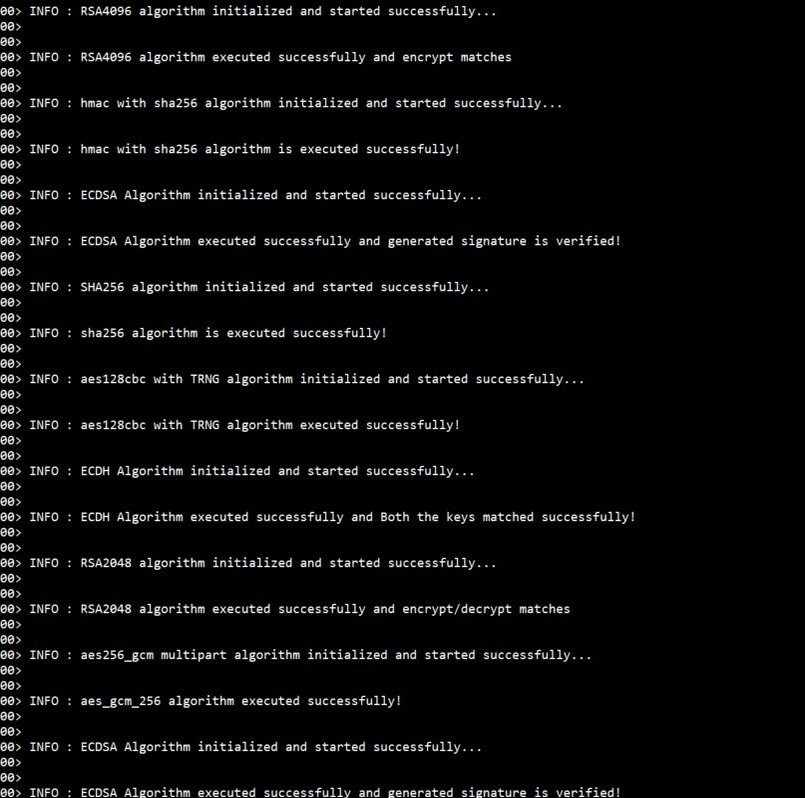 00> INFO : RSA4096 algorithm initialized and started successfully...
00>
00>
00> INFO : RSA4096 algorithm executed successfully and encrypt matches
00>
00>
00> INFO : hmac with sha256 algorithm initialized and started successfully...
00>
00>
00> INFO : hmac with sha256 algorithm is executed successfully!
00>
00>
00> INFO : ECDSA Algorithm initialized and started successfully...
00>
00>
00> INFO : ECDSA Algorithm executed successfully and generated signature is verified!
00>
00>
00> INFO : SHA256 algorithm initialized and started successfully...
00>
00>
00> INFO : sha256 algorithm is executed successfully!
00>
00>
00> INFO : aes128cbc with TRNG algorithm initialized and started successfully...
00>
00>
00> INFO : aes128cbc with TRNG algorithm executed successfully!
00>
00>
00> INFO : ECDH Algorithm initialized and started successfully...
00>
00>
00> INFO : ECDH Algorithm executed successfully and Both the keys matched successfully!
00>
00>
00> INFO : RSA2048 algorithm initialized and started successfully...
00>
00>
00> INFO : RSA2048 algorithm executed successfully and encrypt/decrypt matches
00>
00>
00> INFO : aes256_gcm multipart algorithm initialized and started successfully...
00>
00>
00> INFO : aes_gcm_256 algorithm executed successfully!
00>
00>
00> INFO : ECDSA Algorithm initialized and started successfully...
00>
00>
00> INFO : ECDSA Algorithm executed successfully and generated signature is verified!